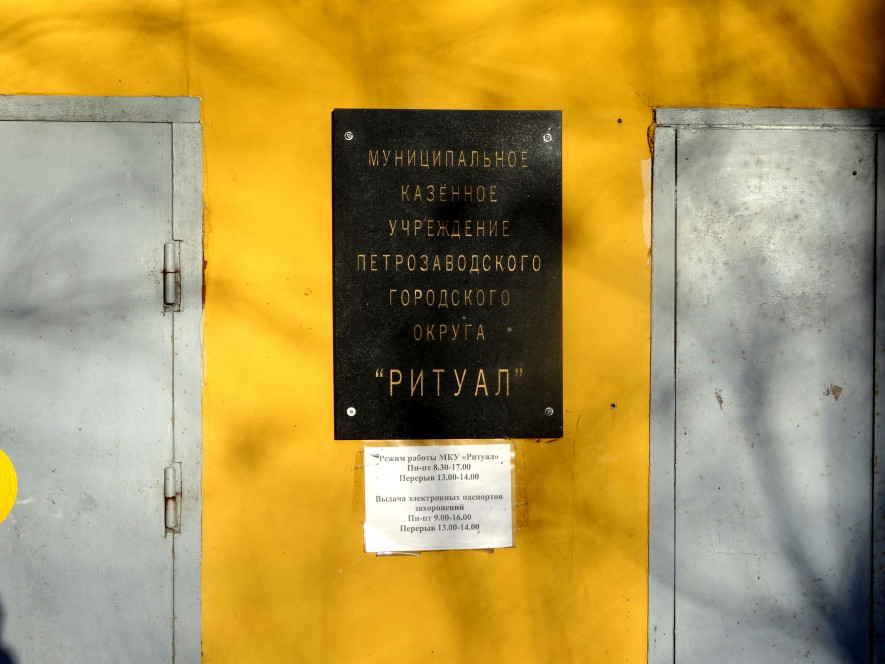 МУНИЦИПАЛЬНОЕ
КАЗЁННОЕ
УЧРЕЖДЕНИЕ
ПЕТРОЗАВОДСКОГО
ГОРОДСКОГО
ОКРУГА
“РИТУАЛ”
Режим работы МКУ «Ритуал»
Пн-пт 8.30-17.00
Перерыв 13.00-14.00
Выдача электронных паспортов
захоронений
Пн-пт 9.00-16.00
Перерыв 13.00-14.00